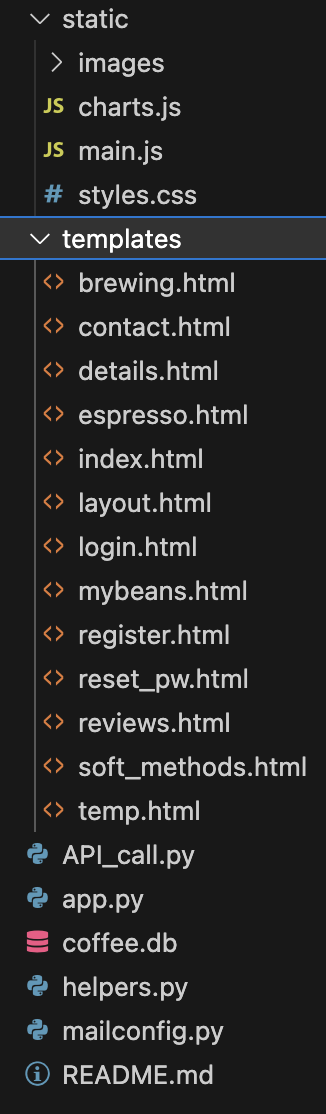 static
images
JS charts.js
JS main.js
# styles.css
templates
<> brewing.html
<> contact.html
<> details.html
<> espresso.html
<> index.html
<> layout.html
<> login.html
<> mybeans.html
<> register.html
<> reset_pw.html
<> reviews.html
<> soft_methods.html
<> temp.html
API_call.py
app.py
coffee.db
helpers.py
mailconfig.py
README.md